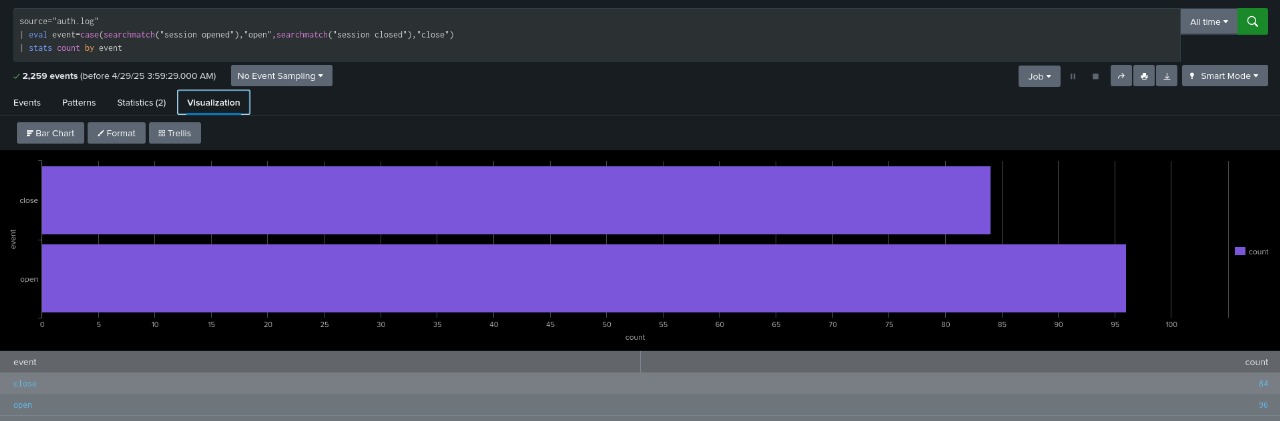 source="auth.log"
| eval event=case(searchmatch("session opened"),"open",searchmatch("session closed"),"close")
| stats count by event
All time
2,259 events (before 4/29/25 3:59:29.000 AM)
No Event Sampling
Job
Smart Mode
Events
Patterns
Statistics (2)
Visualization
Bar Chart
Format
Trellis
event
close
open
0 5 10 15 20 25 30 35 40 45 50 55 60 65 70 75 80 85 90 95 100
count
count
event count
close 84
open 96